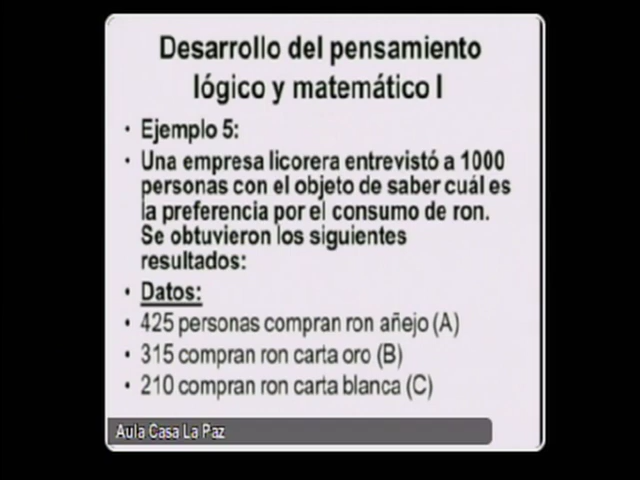 Desarrollo del pensamiento
lógico y matemático I
• Ejemplo 5:
• Una empresa licorera entrevistó a 1000
personas con el objeto de saber cuál es
la preferencia por el consumo de ron.
Se obtuvieron los siguientes
resultados:
• Datos:
• 425 personas compran ron añejo (A)
• 315 compran ron carta oro (B)
• 210 compran ron carta blanca (C)
Aula Casa La Paz